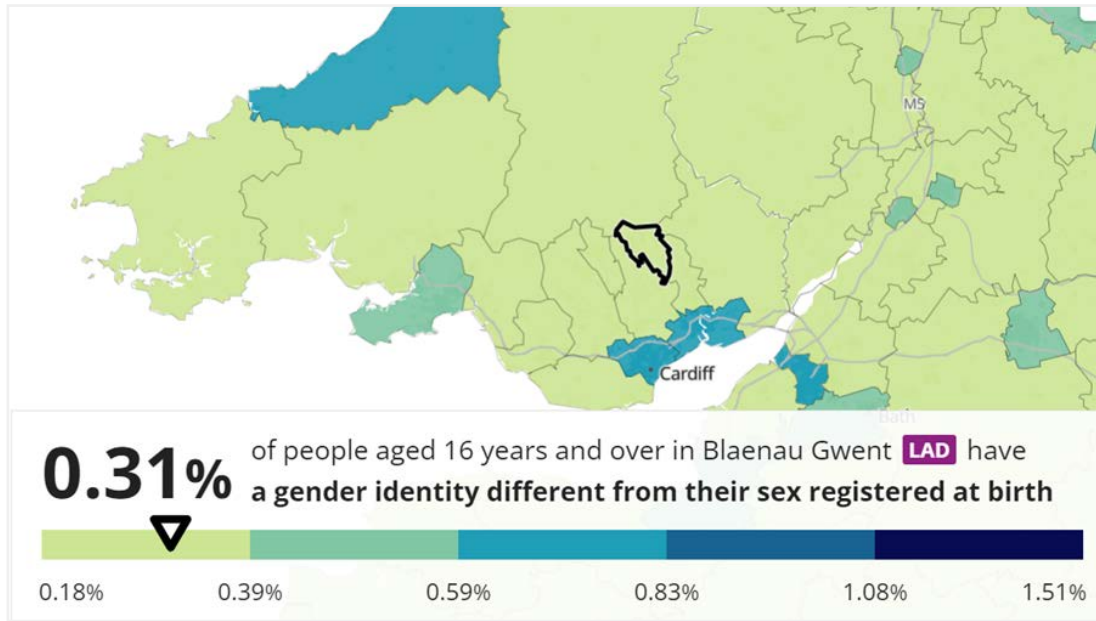 M5
Cardiff
Bath
0.31%
of people aged 16 years and over in Blaenau Gwent LAD have
a gender identity different from their sex registered at birth
0.18% 0.39% 0.59% 0.83% 1.08% 1.51%